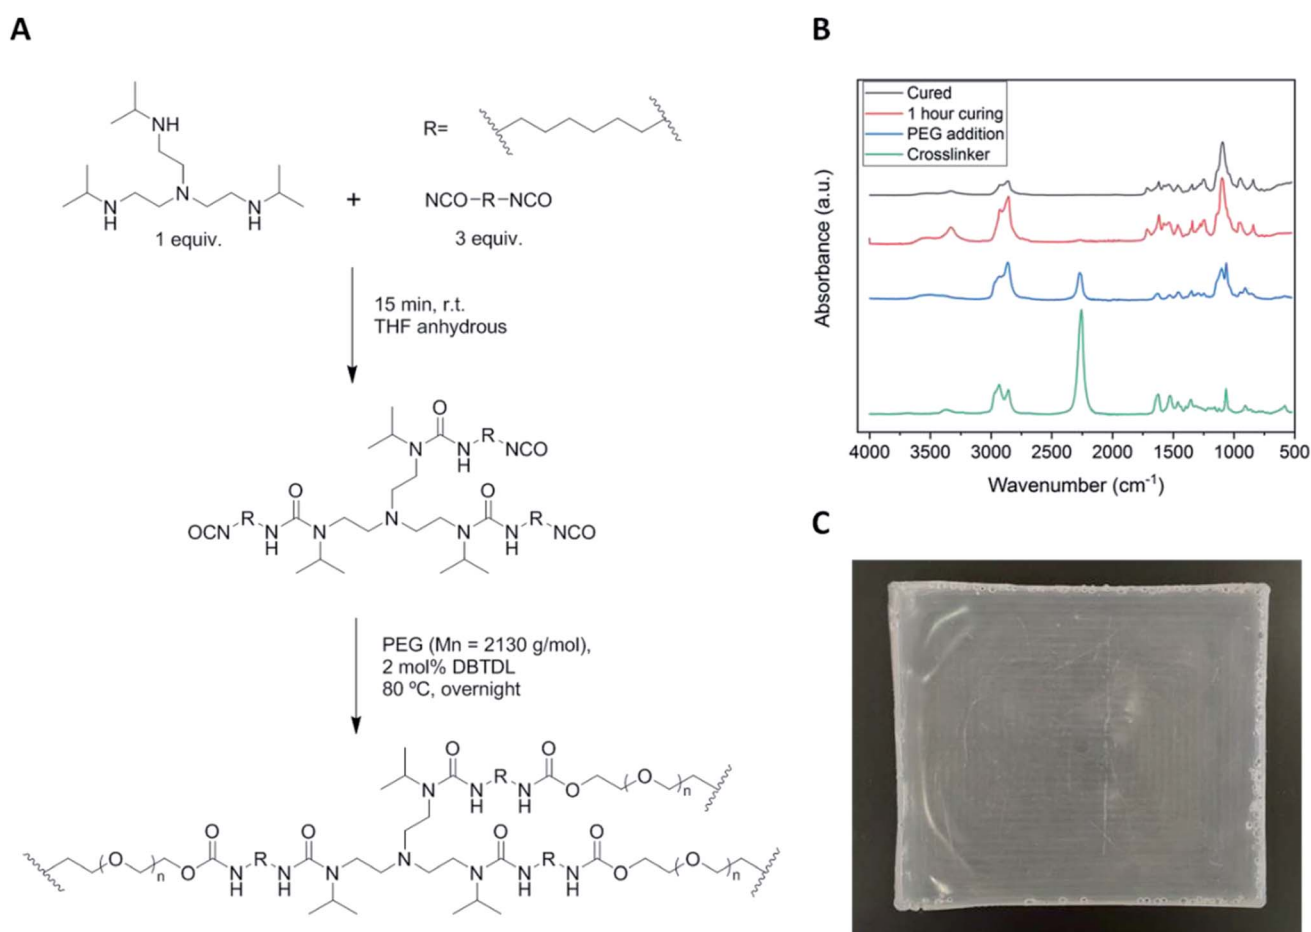 A
NH
N
N
H
N
H
1 equiv.
+
R=
NCO-R-NCO
3 equiv.
15 min, r.t.
THF anhydrous
O
N
N
H
R
NCO
O
O
OCN
R
N
H
N
N
N
N
H
R
NCO
PEG (Mn = 2130 g/mol),
2 mol% DBTDL
80 ºC, overnight
O
O
N
N
H
R
N
H
O
O
n
O
O
O
O
O
n
O
N
H
R
N
H
N
N
N
N
H
R
N
H
O
O
n
B
Cured
1 hour curing
PEG addition
Crosslinker
Absorbance (a.u.)
4000 3500 3000 2500 2000 1500 1000 500
Wavenumber (cm-1)
C